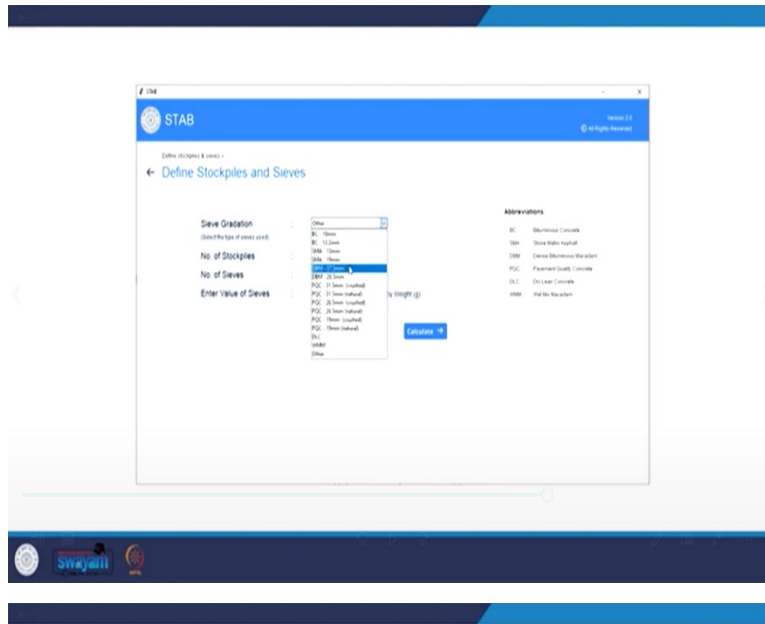 STAB
STAB
Version 2.0
© All Rights Reserved
Define Stockpiles & Sieves >
← Define Stockpiles and Sieves
Abbreviations
Sieve Gradation : Other
(Select the type of sieves used)
No. of Stockpiles :
No. of Sieves :
Enter Value of Sieves : by Weight (g)
BC - 19mm
BC - 13.2mm
SMA - 13mm
SMA - 19mm
DBM - 37.5mm
DBM - 26.5mm
PQC - 31.5mm (crushed)
PQC - 31.5mm (natural)
PQC - 26.5mm (crushed)
PQC - 26.5mm (natural)
PQC - 19mm (crushed)
PQC - 19mm (natural)
DLC
WMM
Other
Calculate →
BC Bituminous Concrete
SMA Stone Matrix Asphalt
DBM Dense Bituminous Macadam
PQC Pavement Quality Concrete
DLC Dry Lean Concrete
WMM Wet Mix Macadam
swayam